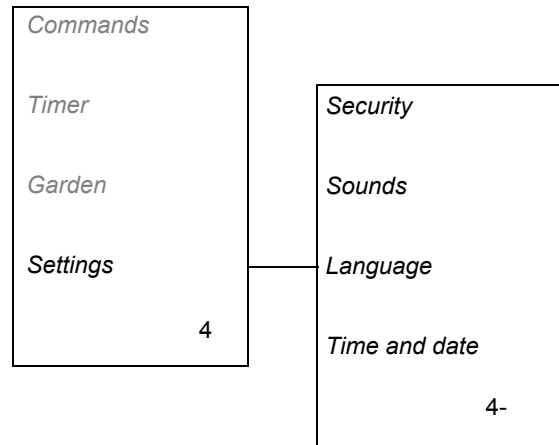 Commands
Timer
Garden
Settings
4
Security
Sounds
Language
Time and date
4-